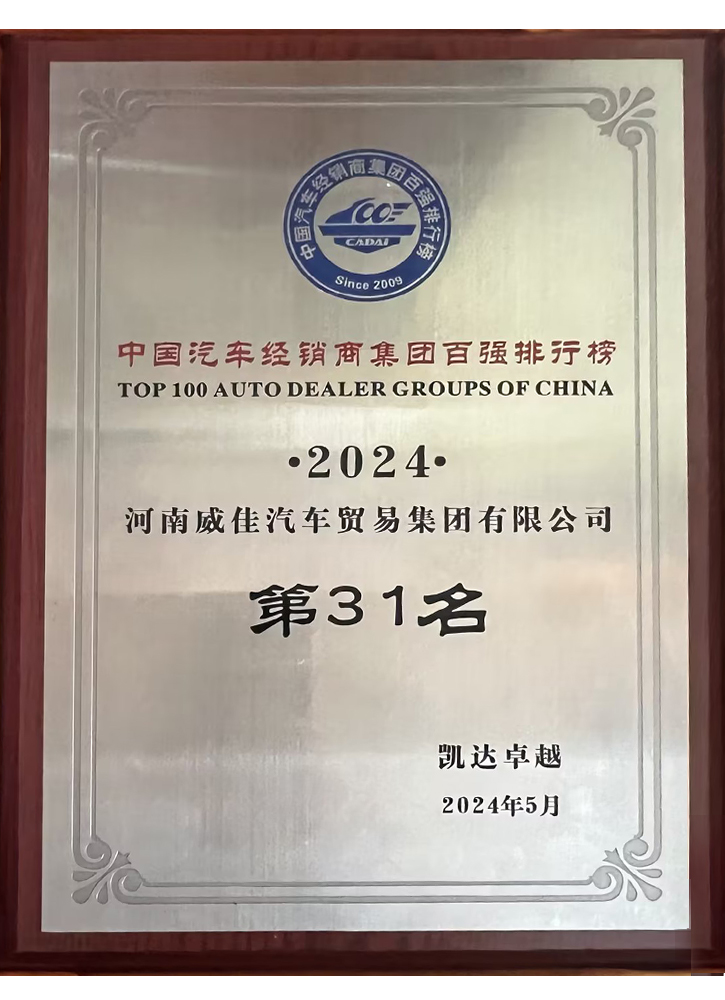 中国汽车经销商集团百强排行榜
CADAI
Since 2009
中国汽车经销商集团百强排行榜
TOP 100 AUTO DEALER GROUPS OF CHINA
·2024·
河南威佳汽车贸易集团有限公司
第31名
凯达卓越
2024年5月